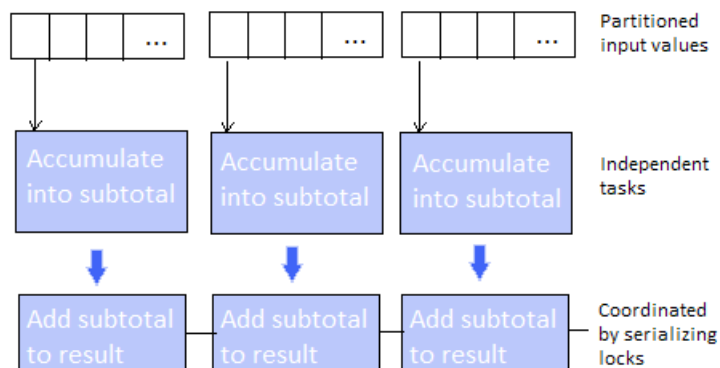 Partitioned
input values
...
...
...
Accumulate
into subtotal
Accumulate
into subtotal
Accumulate
into subtotal
Independent
tasks
Add subtotal
to result
Add subtotal
to result
Add subtotal
to result
Coordinated
by serializing
locks